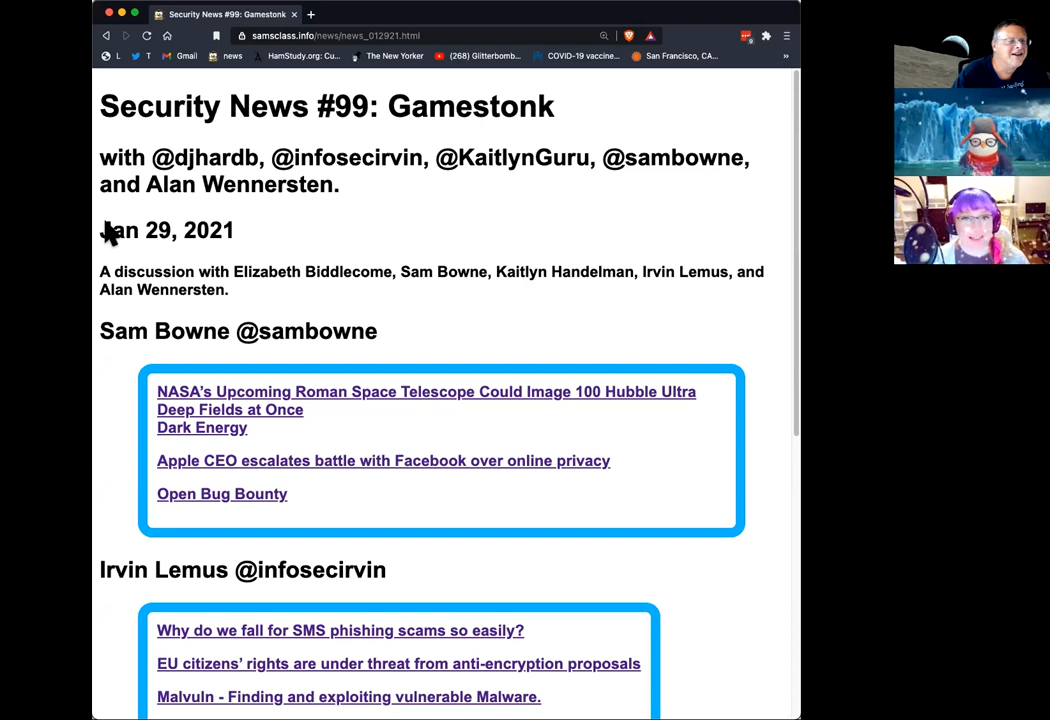 Security News #99: Gamestonk
samsclass.info/news/news_012921.html
L
T
Gmail
news
HamStudy.org: Cu...
The New Yorker
(268) Glitterbomb...
COVID-19 vaccine...
San Francisco, CA...
»
Security News #99: Gamestonk
with @djhardb, @infosecirvin, @KaitlynGuru, @sambowne,
and Alan Wennersten.
Jan 29, 2021
A discussion with Elizabeth Biddlecome, Sam Bowne, Kaitlyn Handelman, Irvin Lemus, and
Alan Wennersten.
Sam Bowne @sambowne
NASA's Upcoming Roman Space Telescope Could Image 100 Hubble Ultra
Deep Fields at Once
Dark Energy
Apple CEO escalates battle with Facebook over online privacy
Open Bug Bounty
Irvin Lemus @infosecirvin
Why do we fall for SMS phishing scams so easily?
EU citizens' rights are under threat from anti-encryption proposals
Malvuln - Finding and exploiting vulnerable Malware.